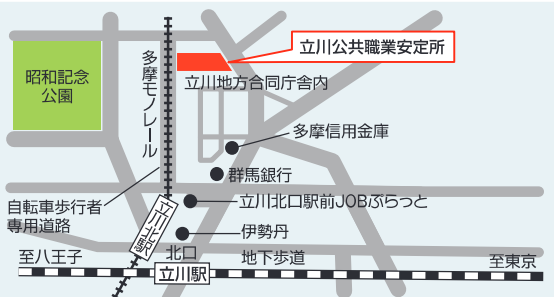 立川公共職業安定所
昭和記念
公園
多摩モノレール
立川地方合同庁舎内
多摩信用金庫
群馬銀行
立川北口駅前JOBぷらっと
自転車歩行者
専用道路
立川北駅
伊勢丹
北口
地下歩道
至八王子
立川駅
至東京